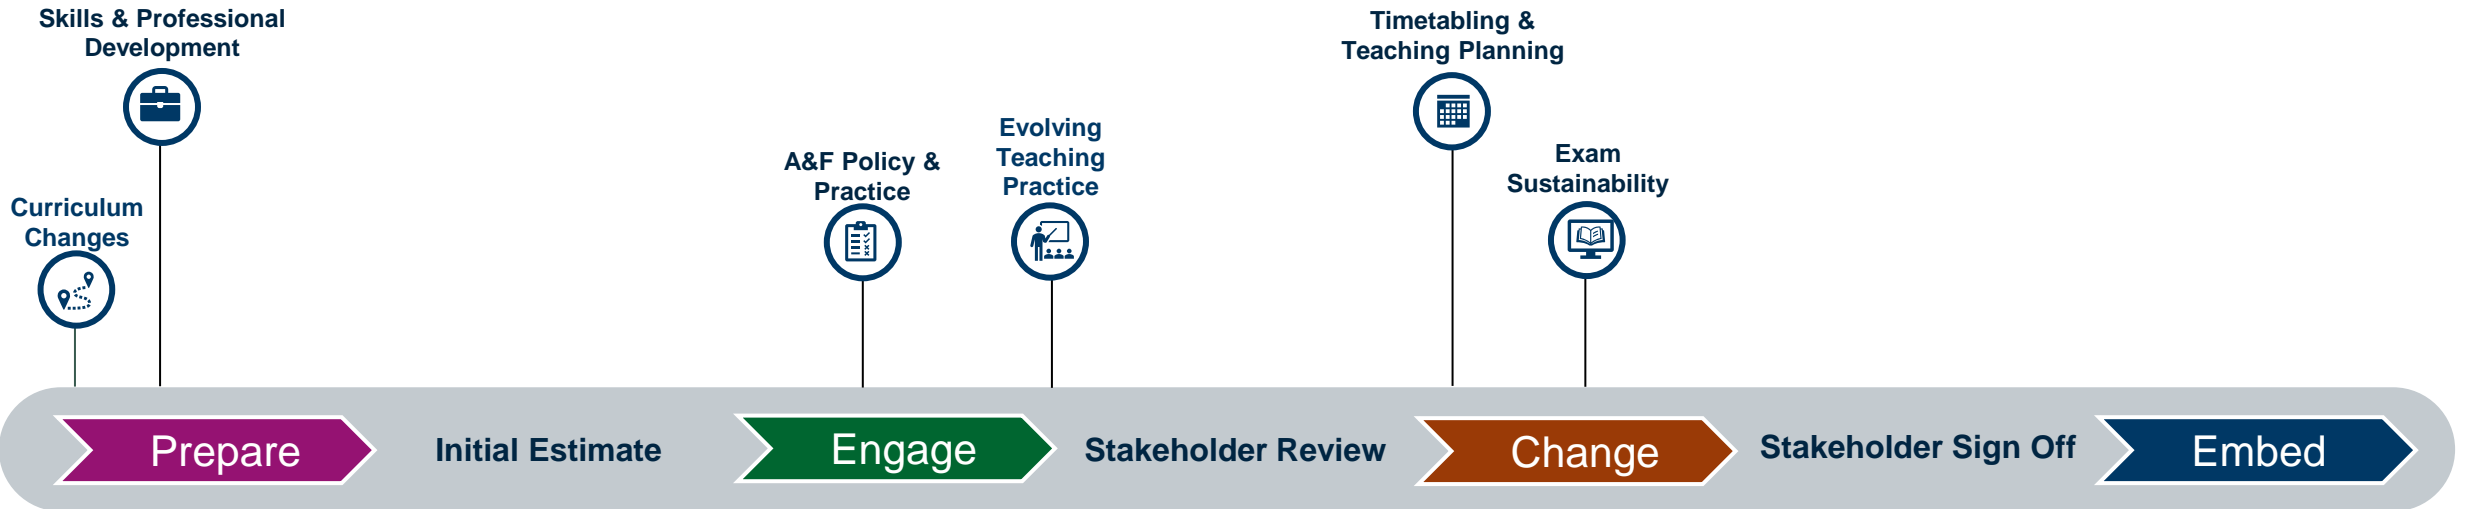 Skills & Professional
Development
Curriculum
Changes
A&F Policy &
Practice
Evolving
Teaching
Practice
Timetabling &
Teaching Planning
Exam
Sustainability
Prepare
Initial Estimate
Engage
Stakeholder Review
Change
Stakeholder Sign Off
Embed